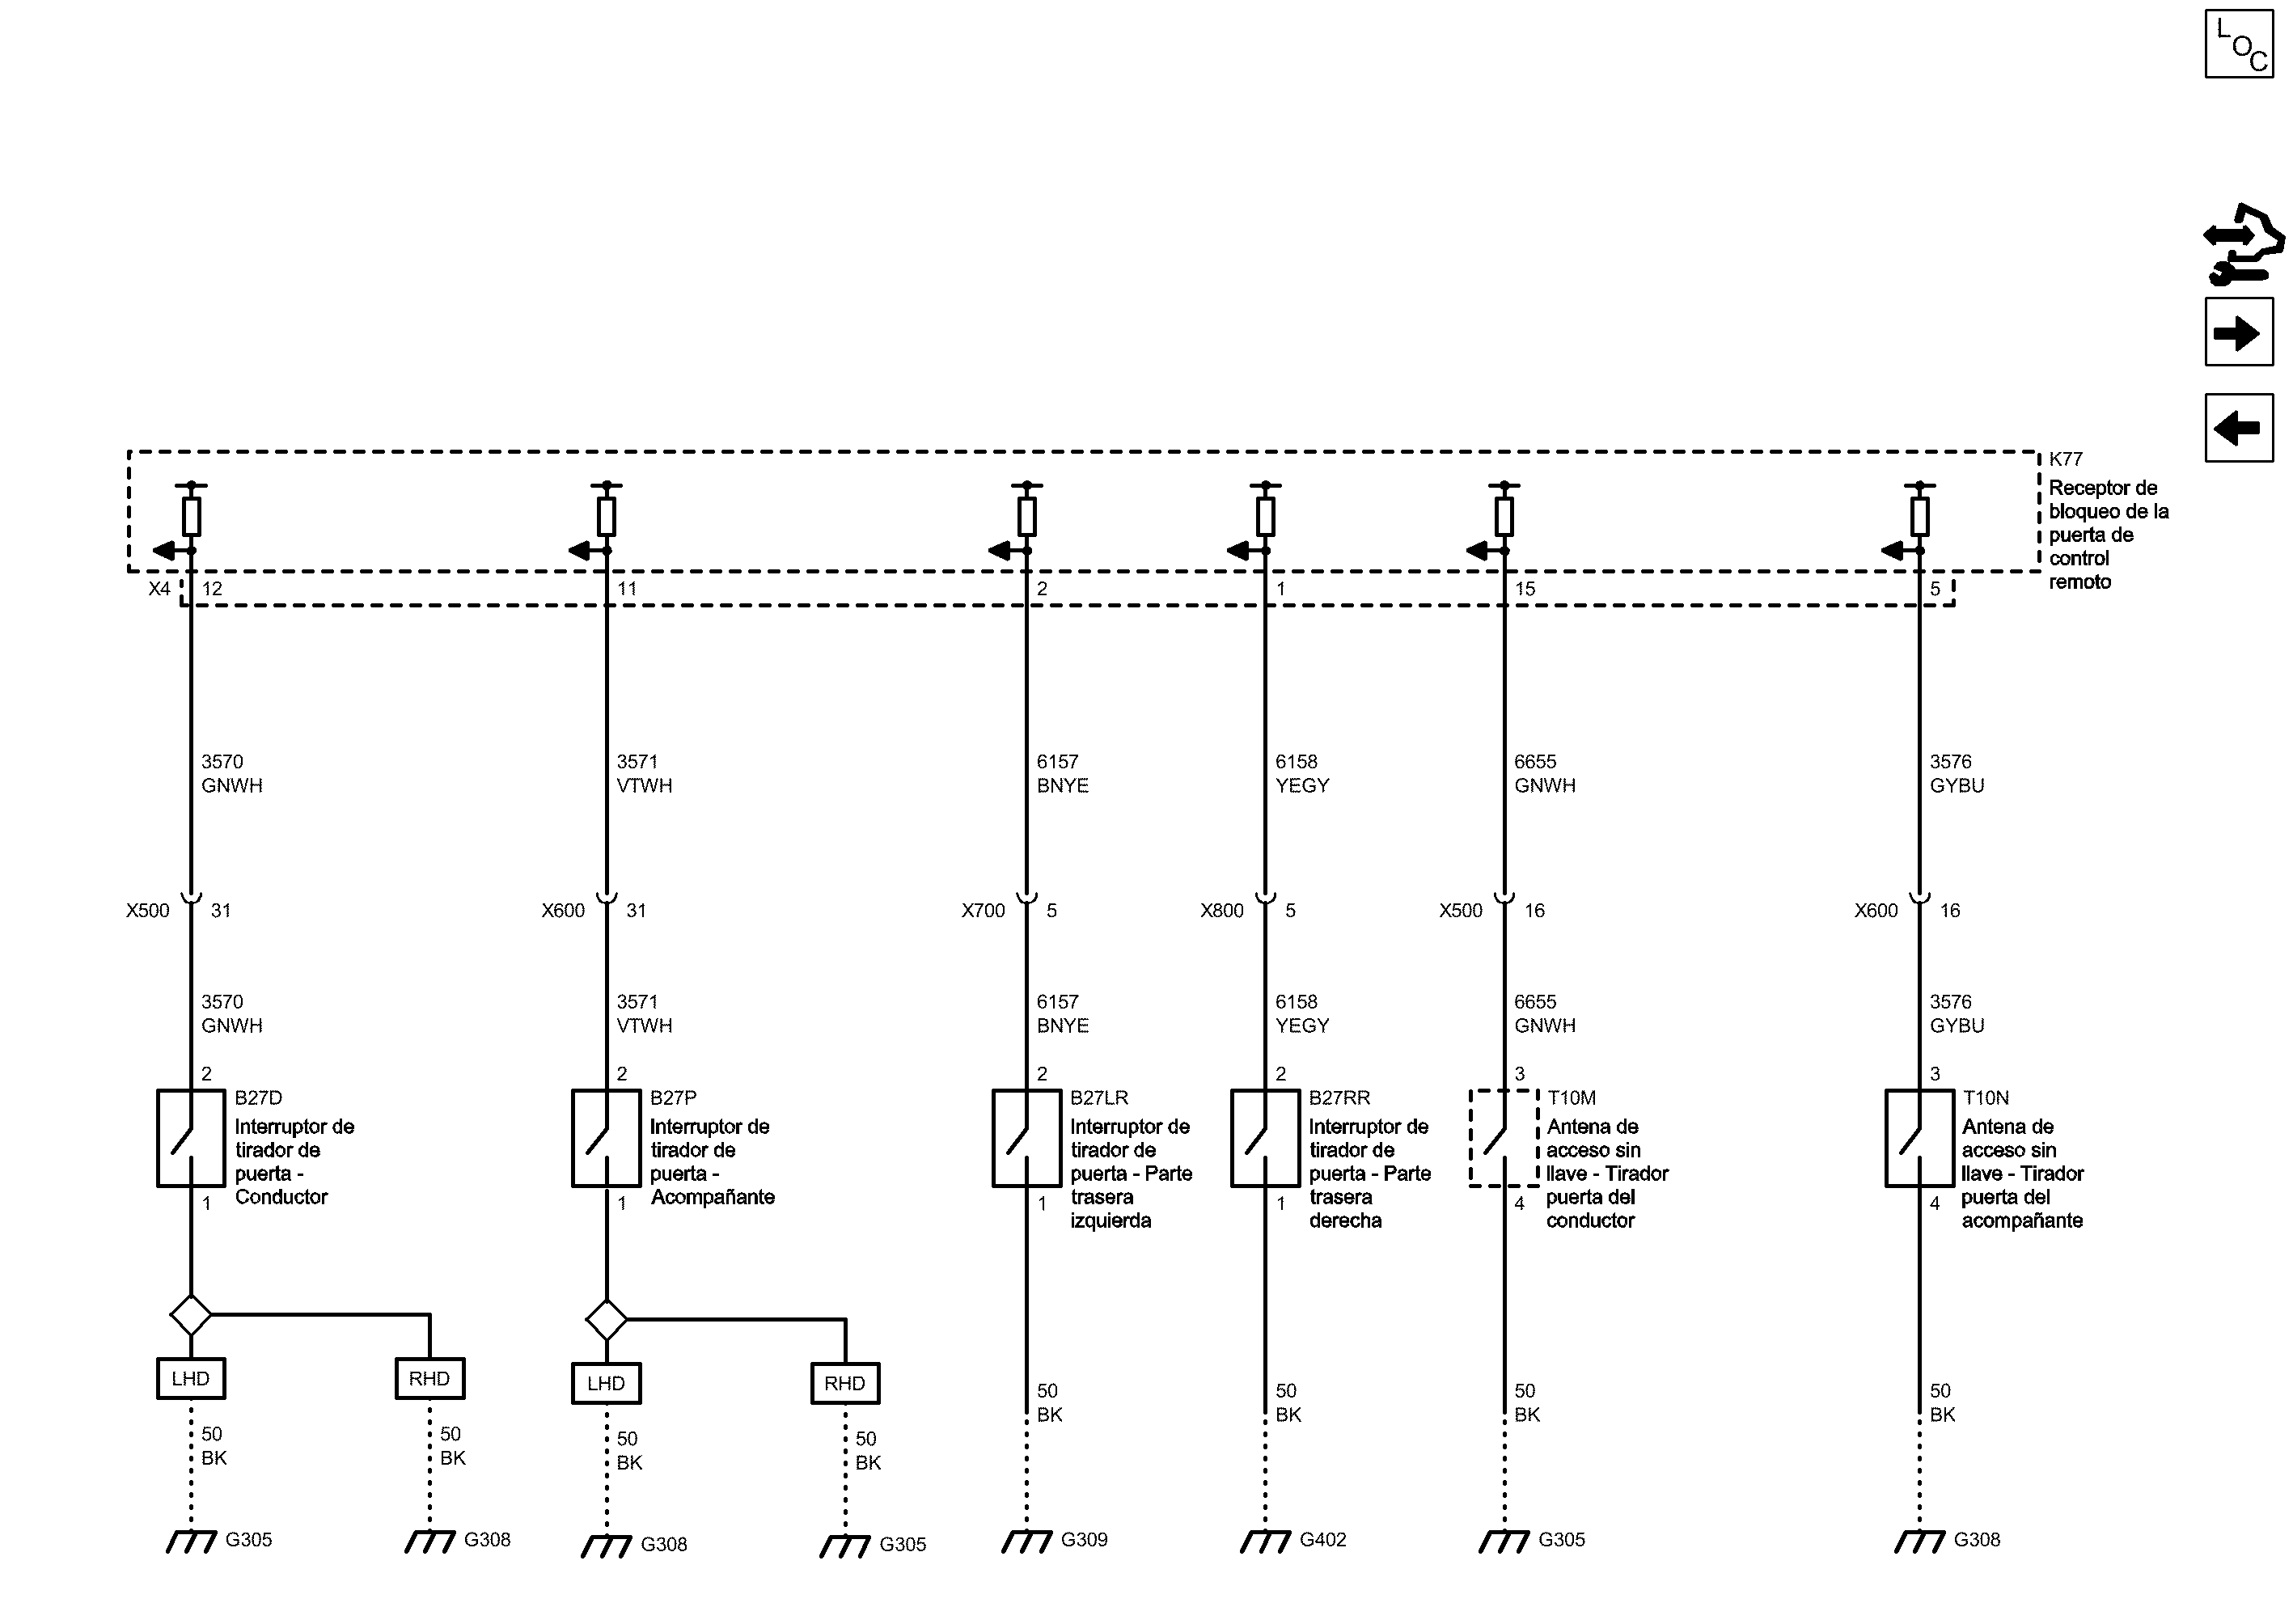 LOC
K77
Receptor de
bloqueo de la
puerta de
control
remoto
X4 12 11 2 1 15 5
3570 3571 6157 6158 6655 3576
GNWH VTWH BNYE YEGY GNWH GYBU
X500 31 X600 31 X700 5 X800 5 X500 16 X600 16
3570 3571 6157 6158 6655 3576
GNWH VTWH BNYE YEGY GNWH GYBU
2 2 2 2 3 3
B27D
Interruptor de
tirador de
puerta -
Conductor
1
B27P
Interruptor de
tirador de
puerta -
Acompañante
1
B27LR
Interruptor de
tirador de
puerta - Parte
trasera
izquierda
1
B27RR
Interruptor de
tirador de
puerta - Parte
trasera
derecha
1
T10M
Antena de
acceso sin
llave - Tirador
puerta del
conductor
4
T10N
Antena de
acceso sin
llave - Tirador
puerta del
acompañante
4
LHD RHD LHD RHD
50 50 50 50 50 50 50 50
BK BK BK BK BK BK BK BK
G305 G308 G308 G305 G309 G402 G305 G308